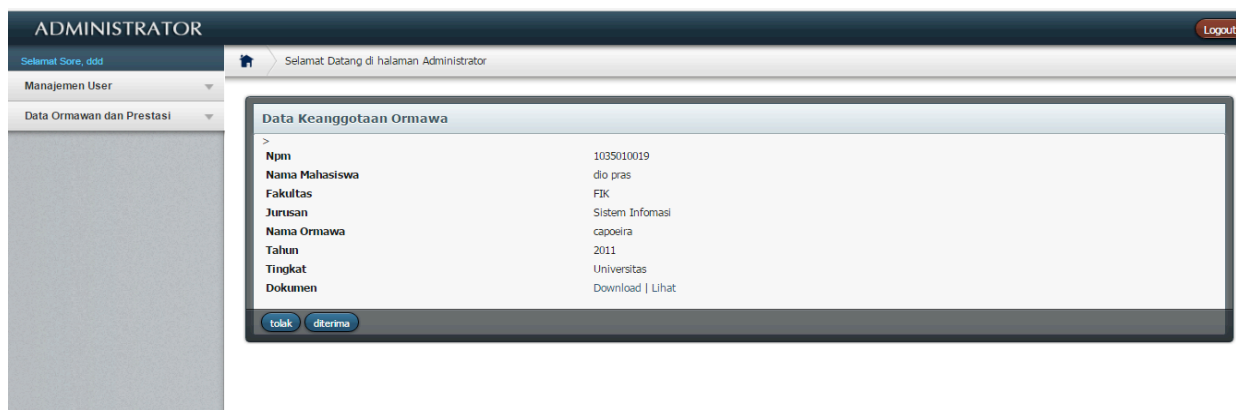 ADMINISTRATOR
Logout
Selamat Sore, ddd
Selamat Datang di halaman Administrator
Manajemen User
Data Ormawan dan Prestasi
Data Keanggotaan Ormawa
>
Npm 1035010019
Nama Mahasiswa dio pras
Fakultas FIK
Jurusan Sistem Infomasi
Nama Ormawa capoeira
Tahun 2011
Tingkat Universitas
Dokumen Download | Lihat
tolak diterima